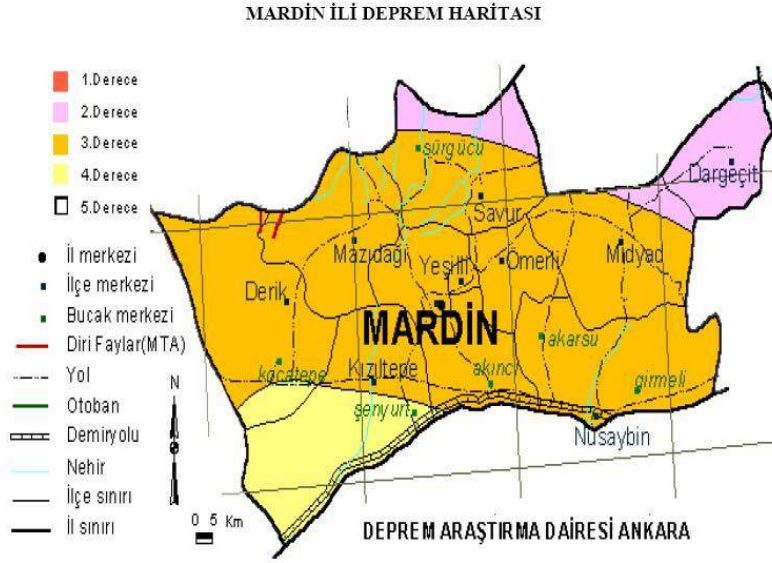 MARDİN İLİ DEPREM HARİTASI
1.Derece
2.Derece
3.Derece
4.Derece
5.Derece
İl merkezi
İlçe merkezi
Bucak merkezi
Diri Faylar(MTA)
Yol
Otoban
Demiryolu
Nehir
İlçe sınırı
İl sınırı
N
0 5 Km
sürgücü
Dargeçit
Savur
Mazıdağı
Yeşilli
Ömerli
Midyad
Derik
MARDİN
akarsu
kocatepe
Kızıltepe
akıncı
girmeli
şenyurt
Nusaybin
DEPREM ARAŞTIRMA DAİRESİ ANKARA